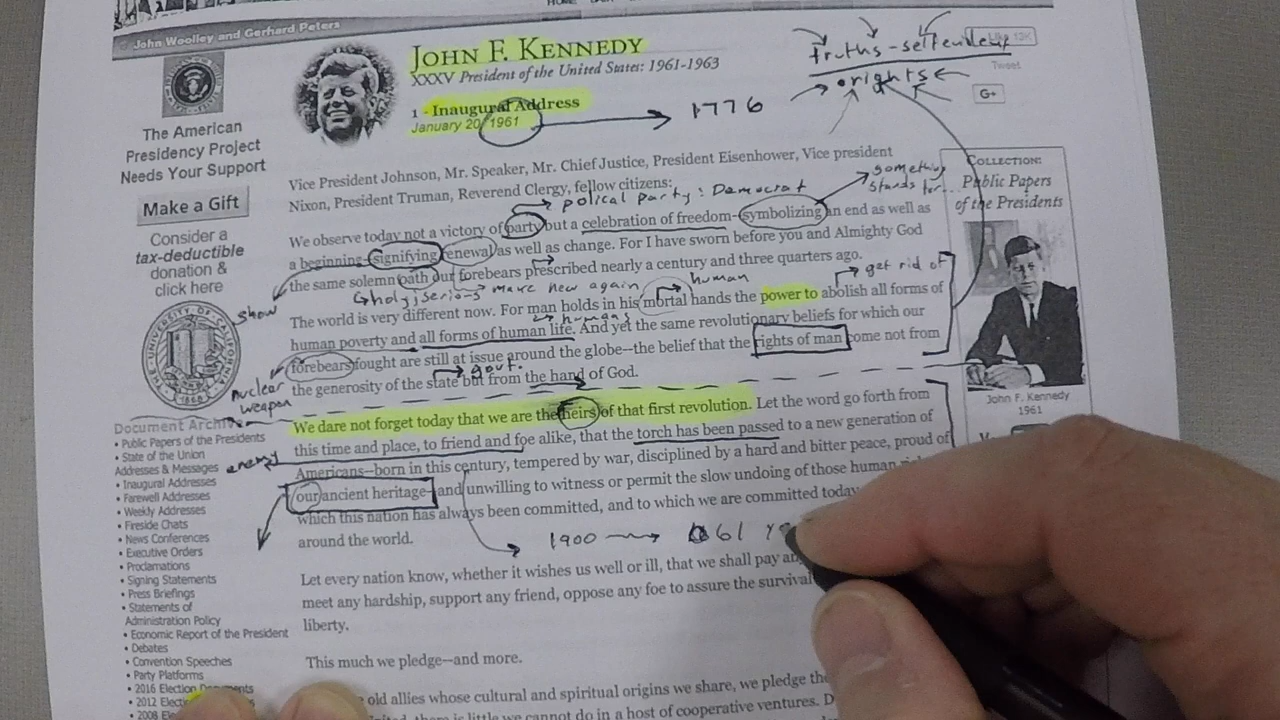 John Woolley and Gerhard Peters
JOHN F. KENNEDY
XXXV President of the United States: 1961-1963
1 - Inaugural Address
January 20, 1961
1776
truths - self evident
rights
Tweet
G+
The American
Presidency Project
Needs Your Support
Make a Gift
Consider a
tax-deductible
donation &
click here
show
nuclear
weapon
enemy
Vice President Johnson, Mr. Speaker, Mr. Chief Justice, President Eisenhower, Vice president
Nixon, President Truman, Reverend Clergy, fellow citizens:
polical party: Democrat
something
stands for...
We observe today not a victory of party but a celebration of freedom-symbolizing an end as well as
a beginning-signifying renewal as well as change. For I have sworn before you and Almighty God
the same solemn oath our forebears prescribed nearly a century and three quarters ago.
make new again
human
get rid of
The world is very different now. For man holds in his mortal hands the power to abolish all forms of
humans
human poverty and all forms of human life. And yet the same revolutionary beliefs for which our
forebears fought are still at issue around the globe--the belief that the rights of man come not from
govt.
the generosity of the state but from the hand of God.
We dare not forget today that we are the heirs of that first revolution. Let the word go forth from
this time and place, to friend and foe alike, that the torch has been passed to a new generation of
Americans--born in this century, tempered by war, disciplined by a hard and bitter peace, proud of
our ancient heritage-and unwilling to witness or permit the slow undoing of those human
which this nation has always been committed, and to which we are committed today
around the world.
1900 61
Let every nation know, whether it wishes us well or ill, that we shall pay
meet any hardship, support any friend, oppose any foe to assure the survival
liberty.
This much we pledge--and more.
old allies whose cultural and spiritual origins we share, we pledge the
there is little we cannot do in a host of cooperative ventures.
COLLECTION:
Public Papers
of the Presidents
John F. Kennedy
1961
Document Archive
• Public Papers of the Presidents
• State of the Union
Addresses & Messages
• Inaugural Addresses
• Farewell Addresses
• Weekly Addresses
• Fireside Chats
• News Conferences
• Executive Orders
• Proclamations
• Signing Statements
• Press Briefings
• Statements of
Administration Policy
• Economic Report of the President
• Debates
• Convention Speeches
• Party Platforms
• 2016 Election Documents
• 2012
• 2008